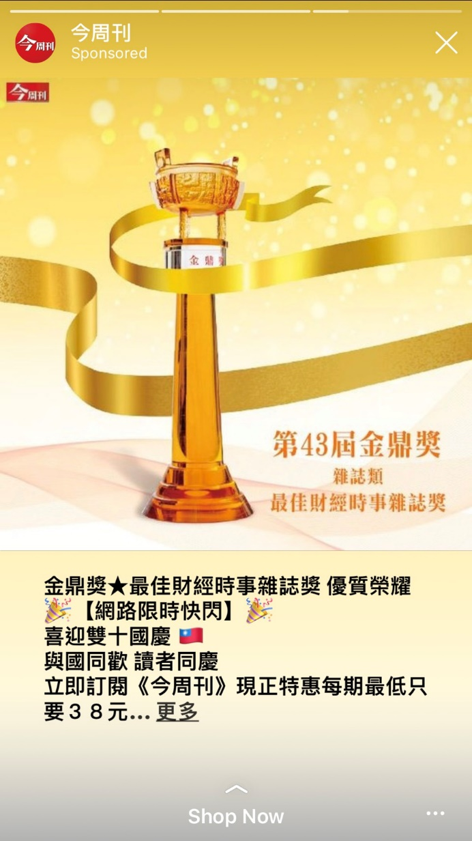 今周刊
今周刊
Sponsored
今周刊
金鼎獎
第43屆金鼎獎
雜誌類
最佳財經時事雜誌獎
金鼎獎★最佳財經時事雜誌獎 優質榮耀
🎉【網路限時快閃】🎉
喜迎雙十國慶 🇹🇼
與國同歡 讀者同慶
立即訂閱《今周刊》現正特惠每期最低只
要３８元... 更多
Shop Now